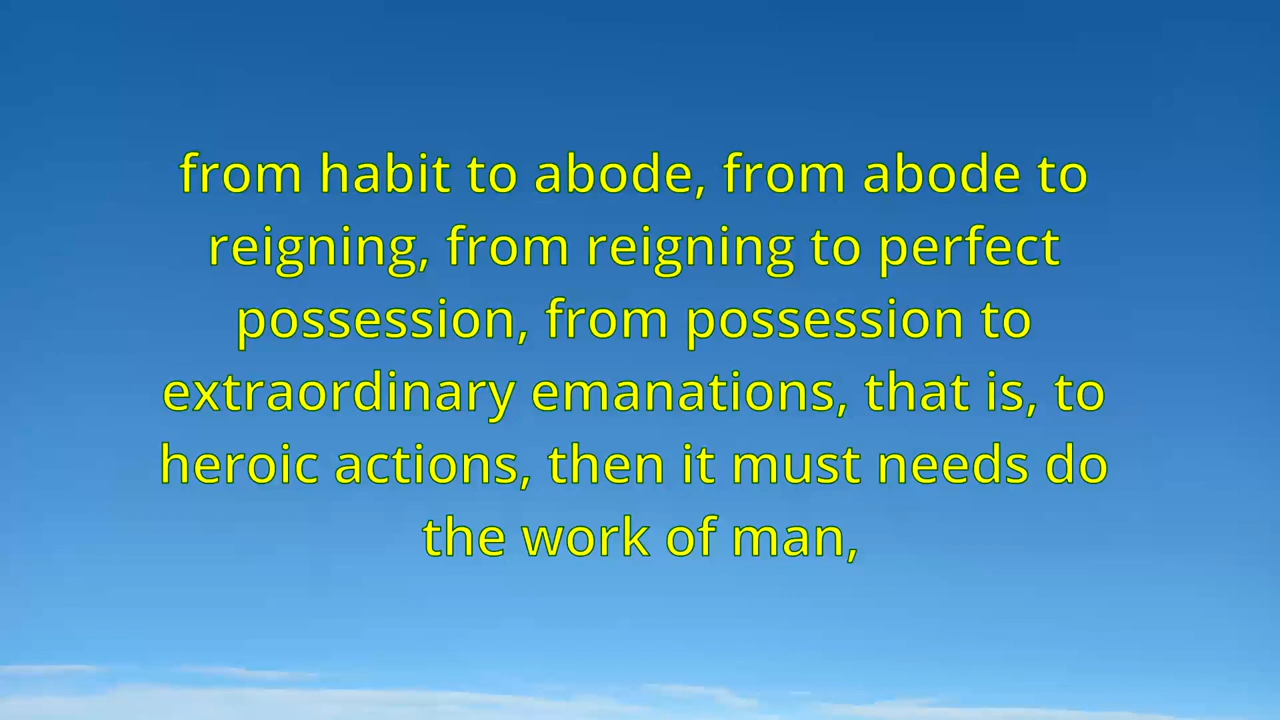 from habit to abode, from abode to
reigning, from reigning to perfect
possession, from possession to
extraordinary emanations, that is, to
heroic actions, then it must needs do
the work of man,